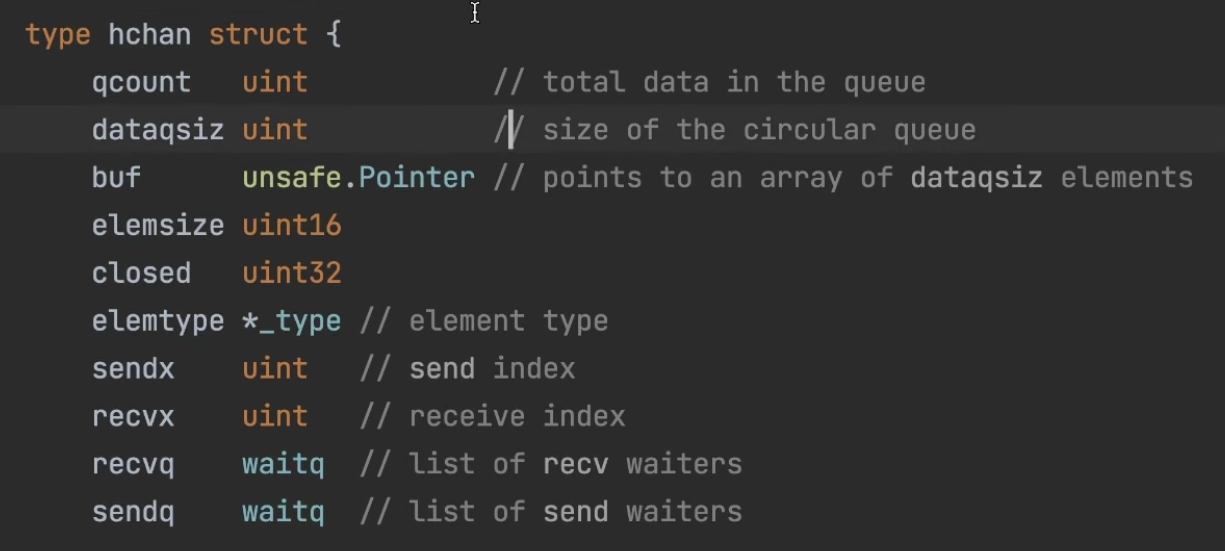 type hchan struct {
qcount uint // total data in the queue
dataqsiz uint // size of the circular queue
buf unsafe.Pointer // points to an array of dataqsiz elements
elemsize uint16
closed uint32
elemtype *_type // element type
sendx uint // send index
recvx uint // receive index
recvq waitq // list of recv waiters
sendq waitq // list of send waiters